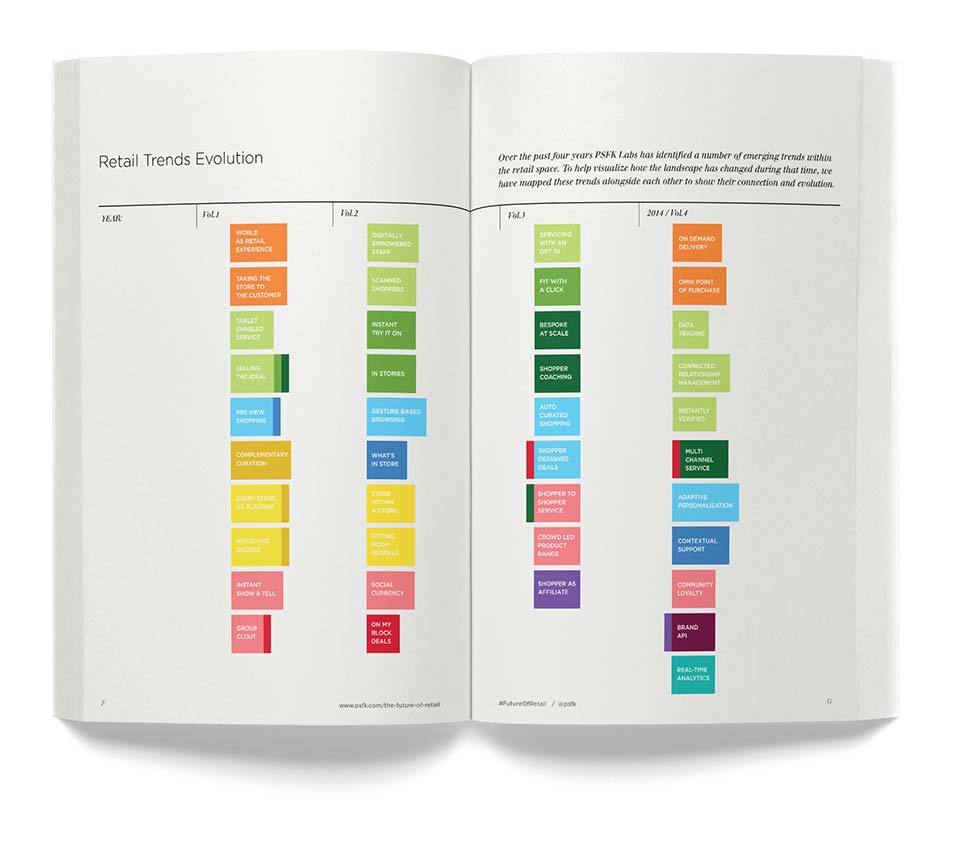 Retail Trends Evolution
Over the past four years PSFK Labs has identified a number of emerging trends within
the retail space. To help visualize how the landscape has changed during that time, we
have mapped these trends alongside each other to show their connection and evolution.
YEAR:
Vol.1
Vol.2
Vol.3
2014 / Vol.4
WORLD
AS RETAIL
EXPERIENCE
TAKING THE
STORE TO
THE CUSTOMER
TABLET
ENABLED
SERVICE
SELLING
THE IDEAL
PRE VIEW
SHOPPING
COMPLEMENTARY
CURATION
EVERY STORE
AS FLAGSHIP
REVOLVING
DECORE
INSTANT
SHOW & TELL
GROUP
CLOUT
DIGITALLY
EMPOWERED
STAFF
SCANNED
SHOPPERS
INSTANT
TRY IT ON
IN STORIES
GESTURE BASED
BROWSING
WHAT'S
IN STORE
STORE
WITHIN
A STORE
FITTING
ROOM
REDRESS
SOCIAL
CURRENCY
ON MY
BLOCK
DEALS
SERVICING
WITH AN
OPT IN
FIT WITH
A CLICK
BESPOKE
AT SCALE
SHOPPER
COACHING
AUTO
CURATED
SHOPPING
SHOPPER
DESIGNED
DEALS
SHOPPER TO
SHOPPER
SERVICE
CROWD LED
PRODUCT
RANGE
SHOPPER AS
AFFILIATE
ON DEMAND
DELIVERY
OMNI POINT
OF PURCHASE
DATA
TRADING
CONNECTED
RELATIONSHIP
MANAGEMENT
INSTANTLY
VERIFIED
MULTI
CHANNEL
SERVICE
ADAPTIVE
PERSONALIZATION
CONTEXTUAL
SUPPORT
COMMUNITY
LOYALTY
BRAND
API
REAL-TIME
ANALYTICS
F
www.psfk.com/the-future-of-retail
#FutureOfRetail / @psfk
G